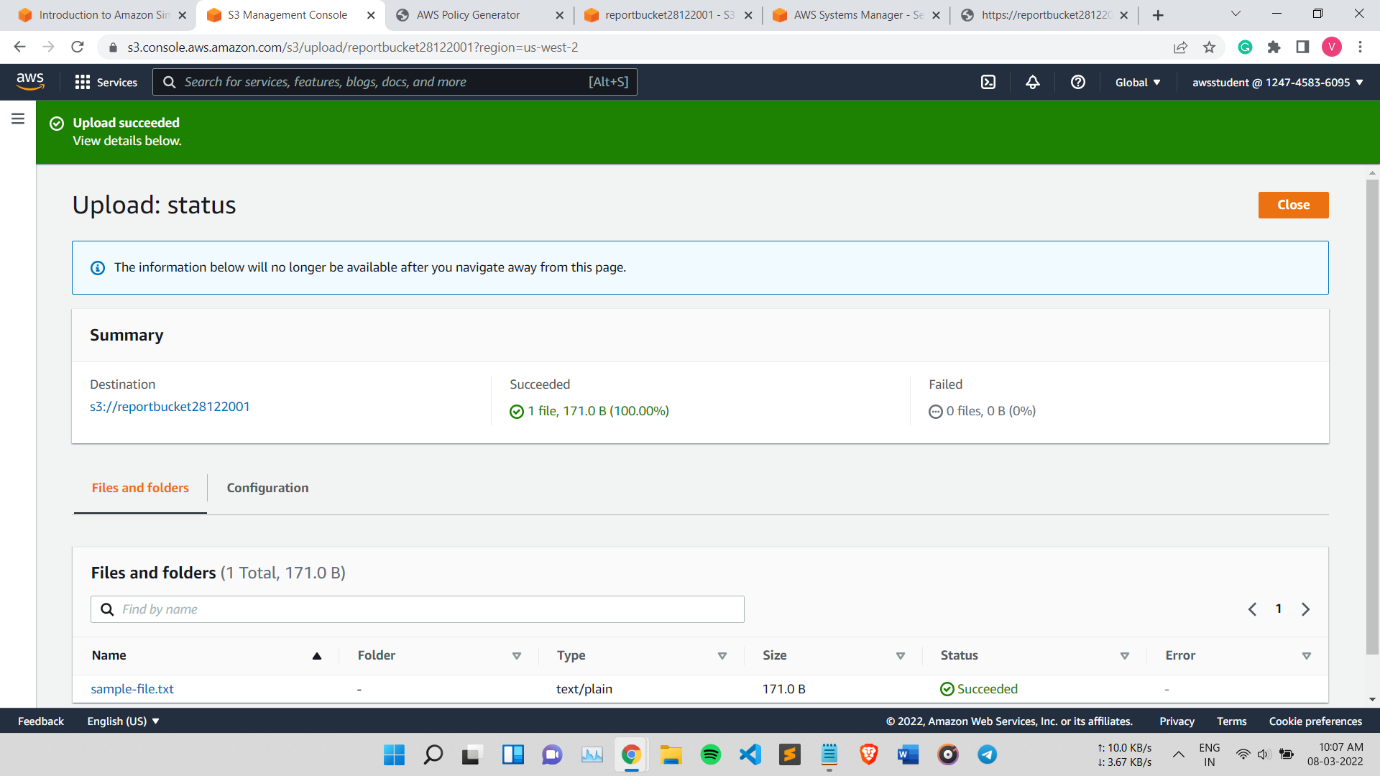 Introduction to Amazon Sim
S3 Management Console
AWS Policy Generator
reportbucket28122001 - S3
AWS Systems Manager - Se
https://reportbucket281220
s3.console.aws.amazon.com/s3/upload/reportbucket28122001?region=us-west-2
V
aws
Services
Search for services, features, blogs, docs, and more
[Alt+S]
Global
awsstudent @ 1247-4583-6095
Upload succeeded
View details below.
Upload: status
Close
The information below will no longer be available after you navigate away from this page.
Summary
Destination
Succeeded
Failed
s3://reportbucket28122001
1 file, 171.0 B (100.00%)
0 files, 0 B (0%)
Files and folders
Configuration
Files and folders (1 Total, 171.0 B)
Find by name
1
Name
Folder
Type
Size
Status
Error
sample-file.txt
-
text/plain
171.0 B
Succeeded
-
Feedback
English (US)
© 2022, Amazon Web Services, Inc. or its affiliates.
Privacy
Terms
Cookie preferences
↑: 10.0 KB/s
↓: 3.67 KB/s
ENG
IN
10:07 AM
08-03-2022